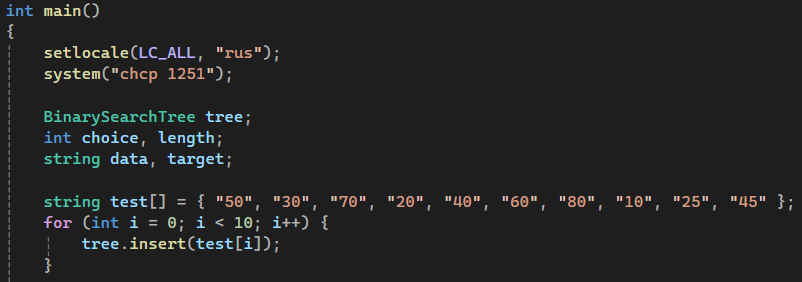 int main()
{
    setlocale(LC_ALL, "rus");
    system("chcp 1251");

    BinarySearchTree tree;
    int choice, length;
    string data, target;

    string test[] = { "50", "30", "70", "20", "40", "60", "80", "10", "25", "45" };
    for (int i = 0; i < 10; i++) {
        tree.insert(test[i]);
    }